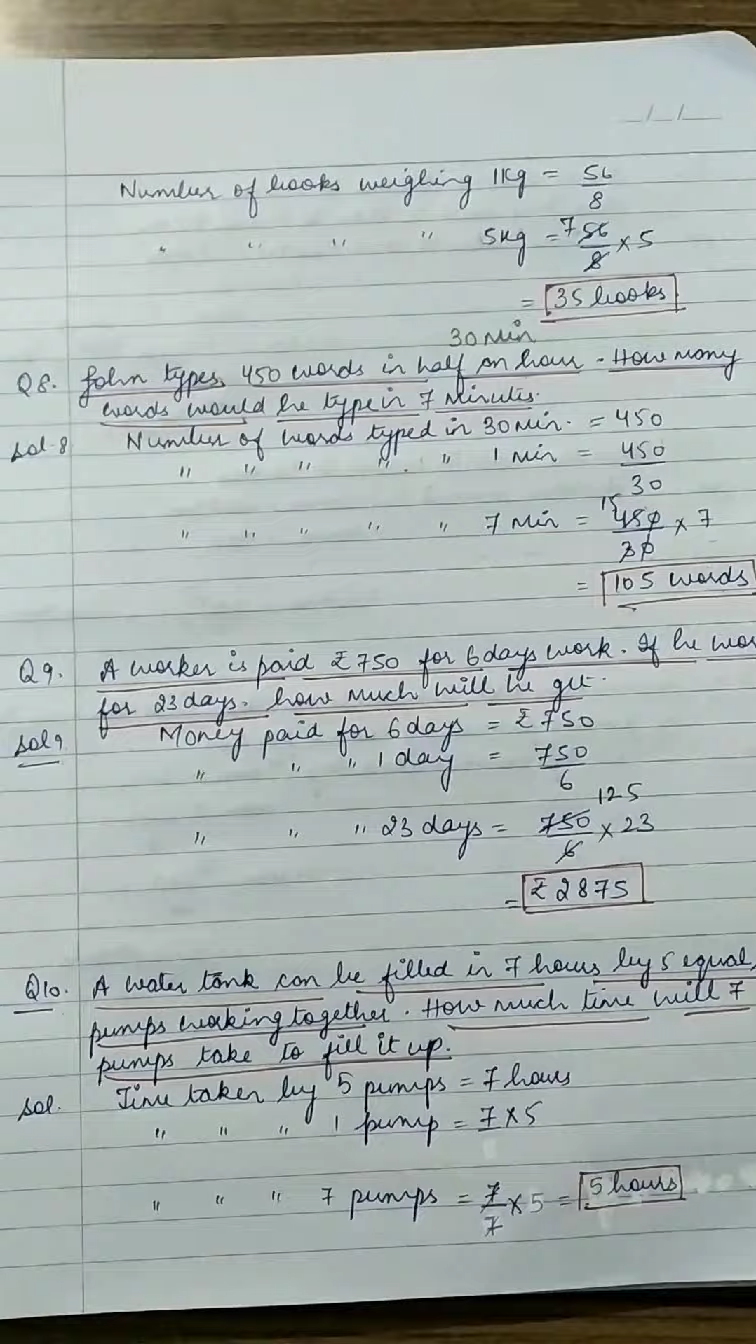 __/__/__
Number of books weighing 1Kg = 56/8
" " " " 5Kg = 7 56/8 × 5
= 35 books
30 Min
Q8. John types 450 words in half an hour. How many
words would he type in 7 Minutes.
Sol-8 Number of words typed in 30 min. = 450
" " " " " 1 Min = 450/30
" " " " " 7 Min = 15 450/30 × 7
= 105 words
Q9. A worker is paid ₹750 for 6 days work. If he wor
for 23 days. how much will he get.
Sol9 Money paid for 6 days = ₹750
" " " 1 day = 750/6
125
" " " 23 days = 750/6 × 23
= ₹2875
Q10. A water tank can be filled in 7 hours by 5 equal
pumps working together. How much time will 7
pumps take to fill it up.
Sol. Time taken by 5 pumps = 7 hours
" " " 1 pump = 7×5
" " " 7 pumps = 7/7 × 5 = 5 hours